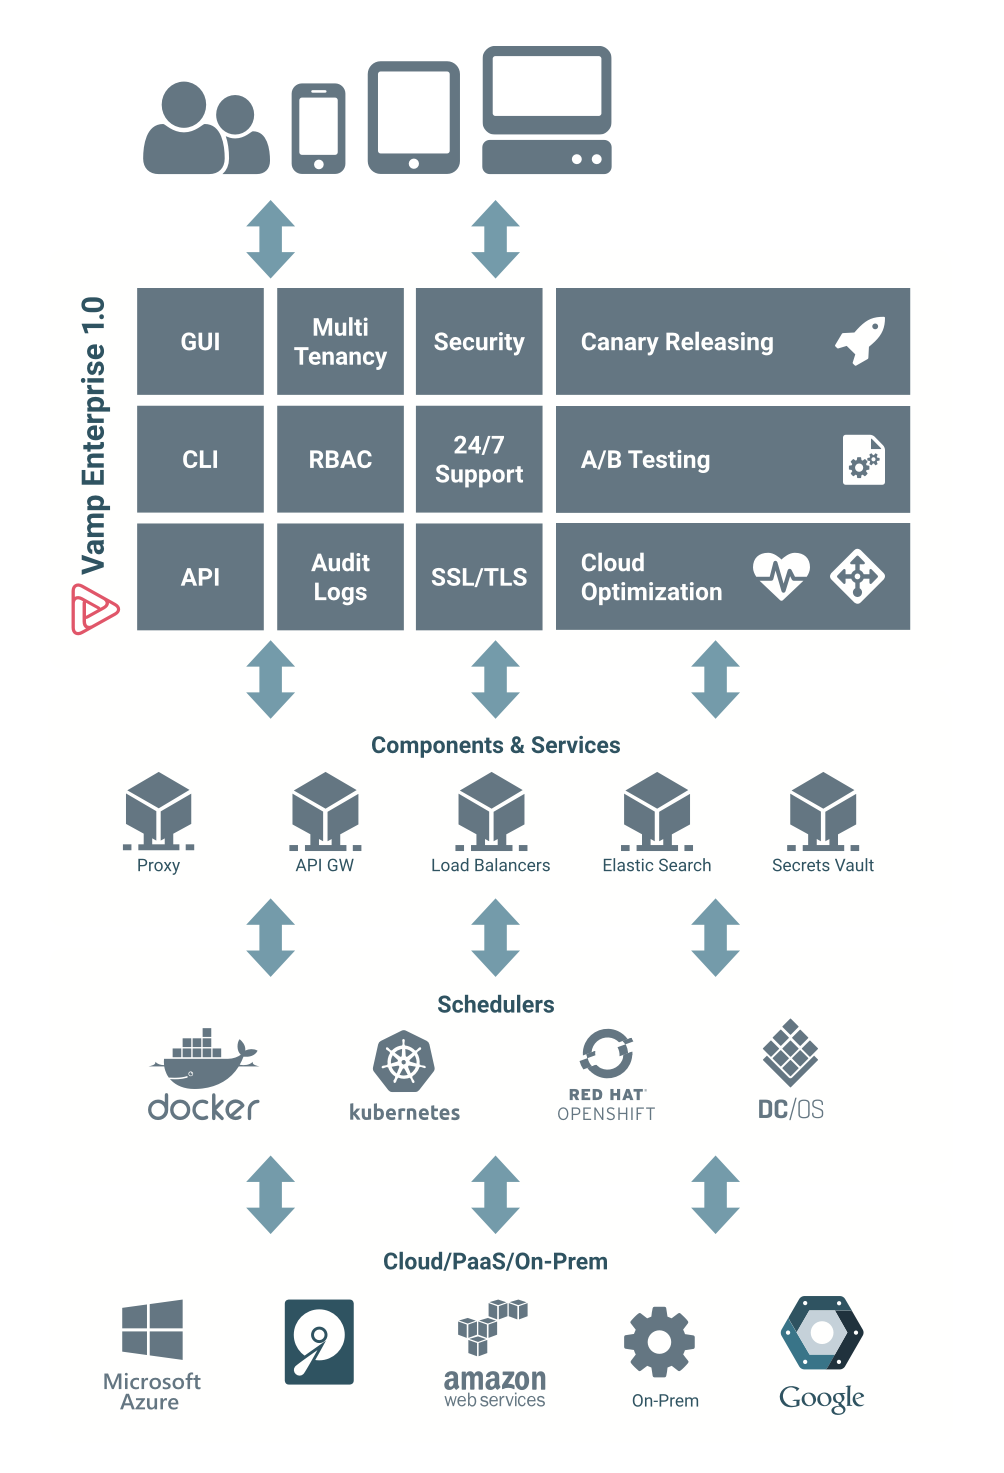 Vamp Enterprise 1.0
GUI
Multi
Tenancy
Security
Canary Releasing
CLI
RBAC
24/7
Support
A/B Testing
API
Audit
Logs
SSL/TLS
Cloud
Optimization
Components & Services
Proxy
API GW
Load Balancers
Elastic Search
Secrets Vault
Schedulers
docker
kubernetes
RED HAT
OPENSHIFT
DC/OS
Cloud/PaaS/On-Prem
Microsoft
Azure
amazon
web services
On-Prem
Google